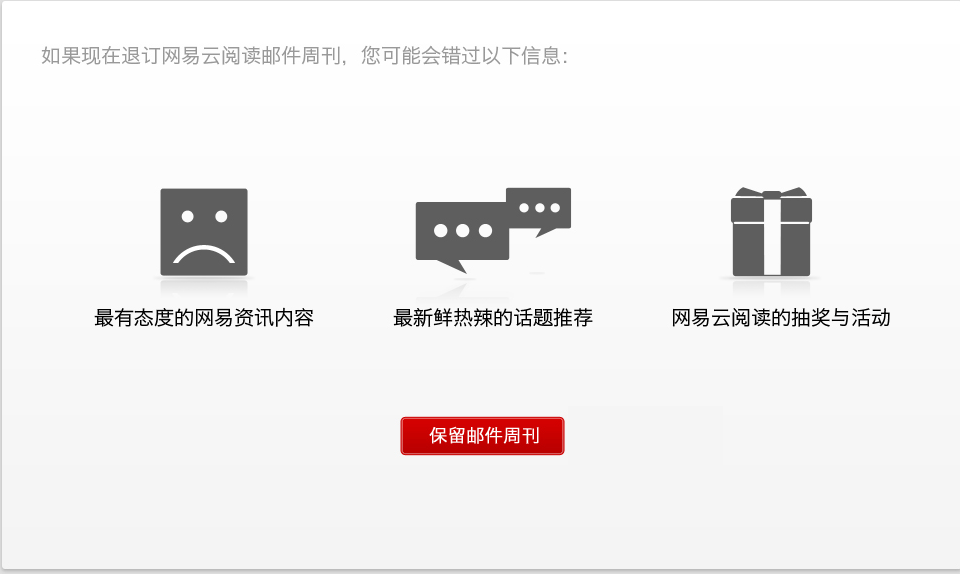 如果现在退订网易云阅读邮件周刊，您可能会错过以下信息：
最有态度的网易资讯内容
最新鲜热辣的话题推荐
网易云阅读的抽奖与活动
保留邮件周刊